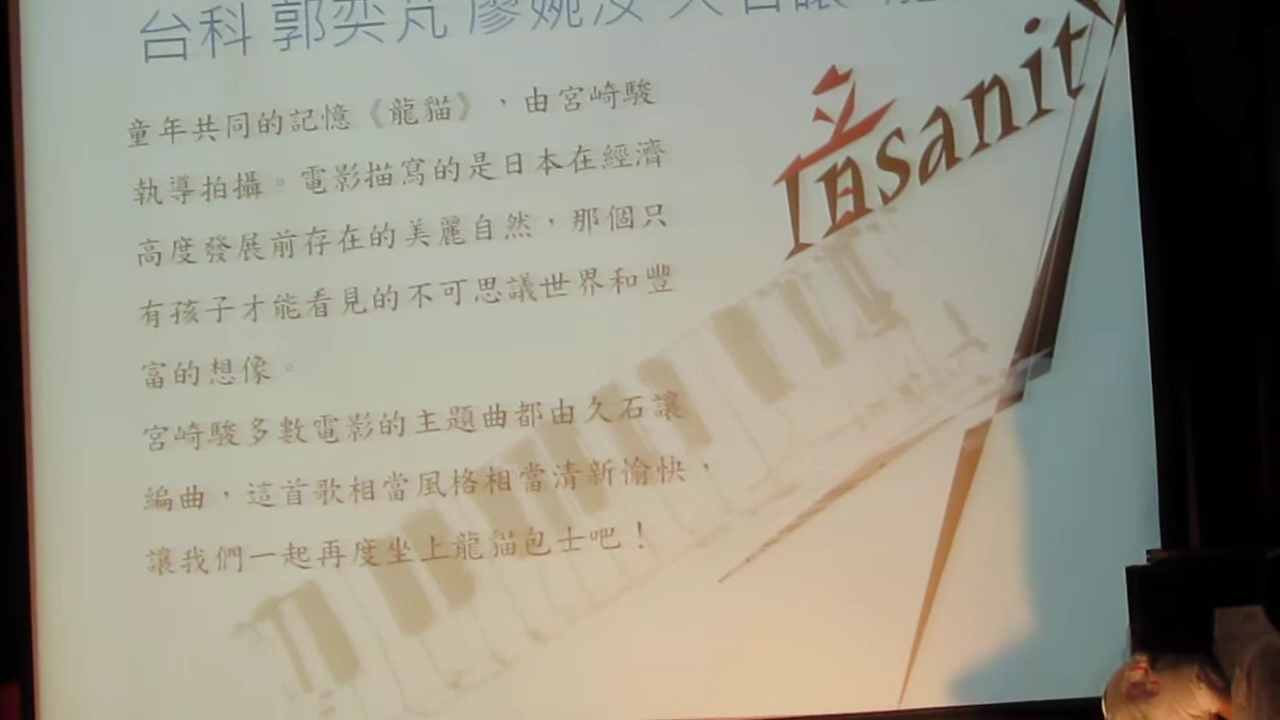 台科 郭奕凡 廖婉汝 久石讓
Insanity
童年共同的記憶《龍貓》,由宮崎駿
執導拍攝。電影描寫的是日本在經濟
高度發展前存在的美麗自然,那個只
有孩子才能看見的不可思議世界和豐
富的想像。
宮崎駿多數電影的主題曲都由久石讓
編曲,這首歌相當風格相當清新愉快,
讓我們一起再度坐上龍貓包士吧!